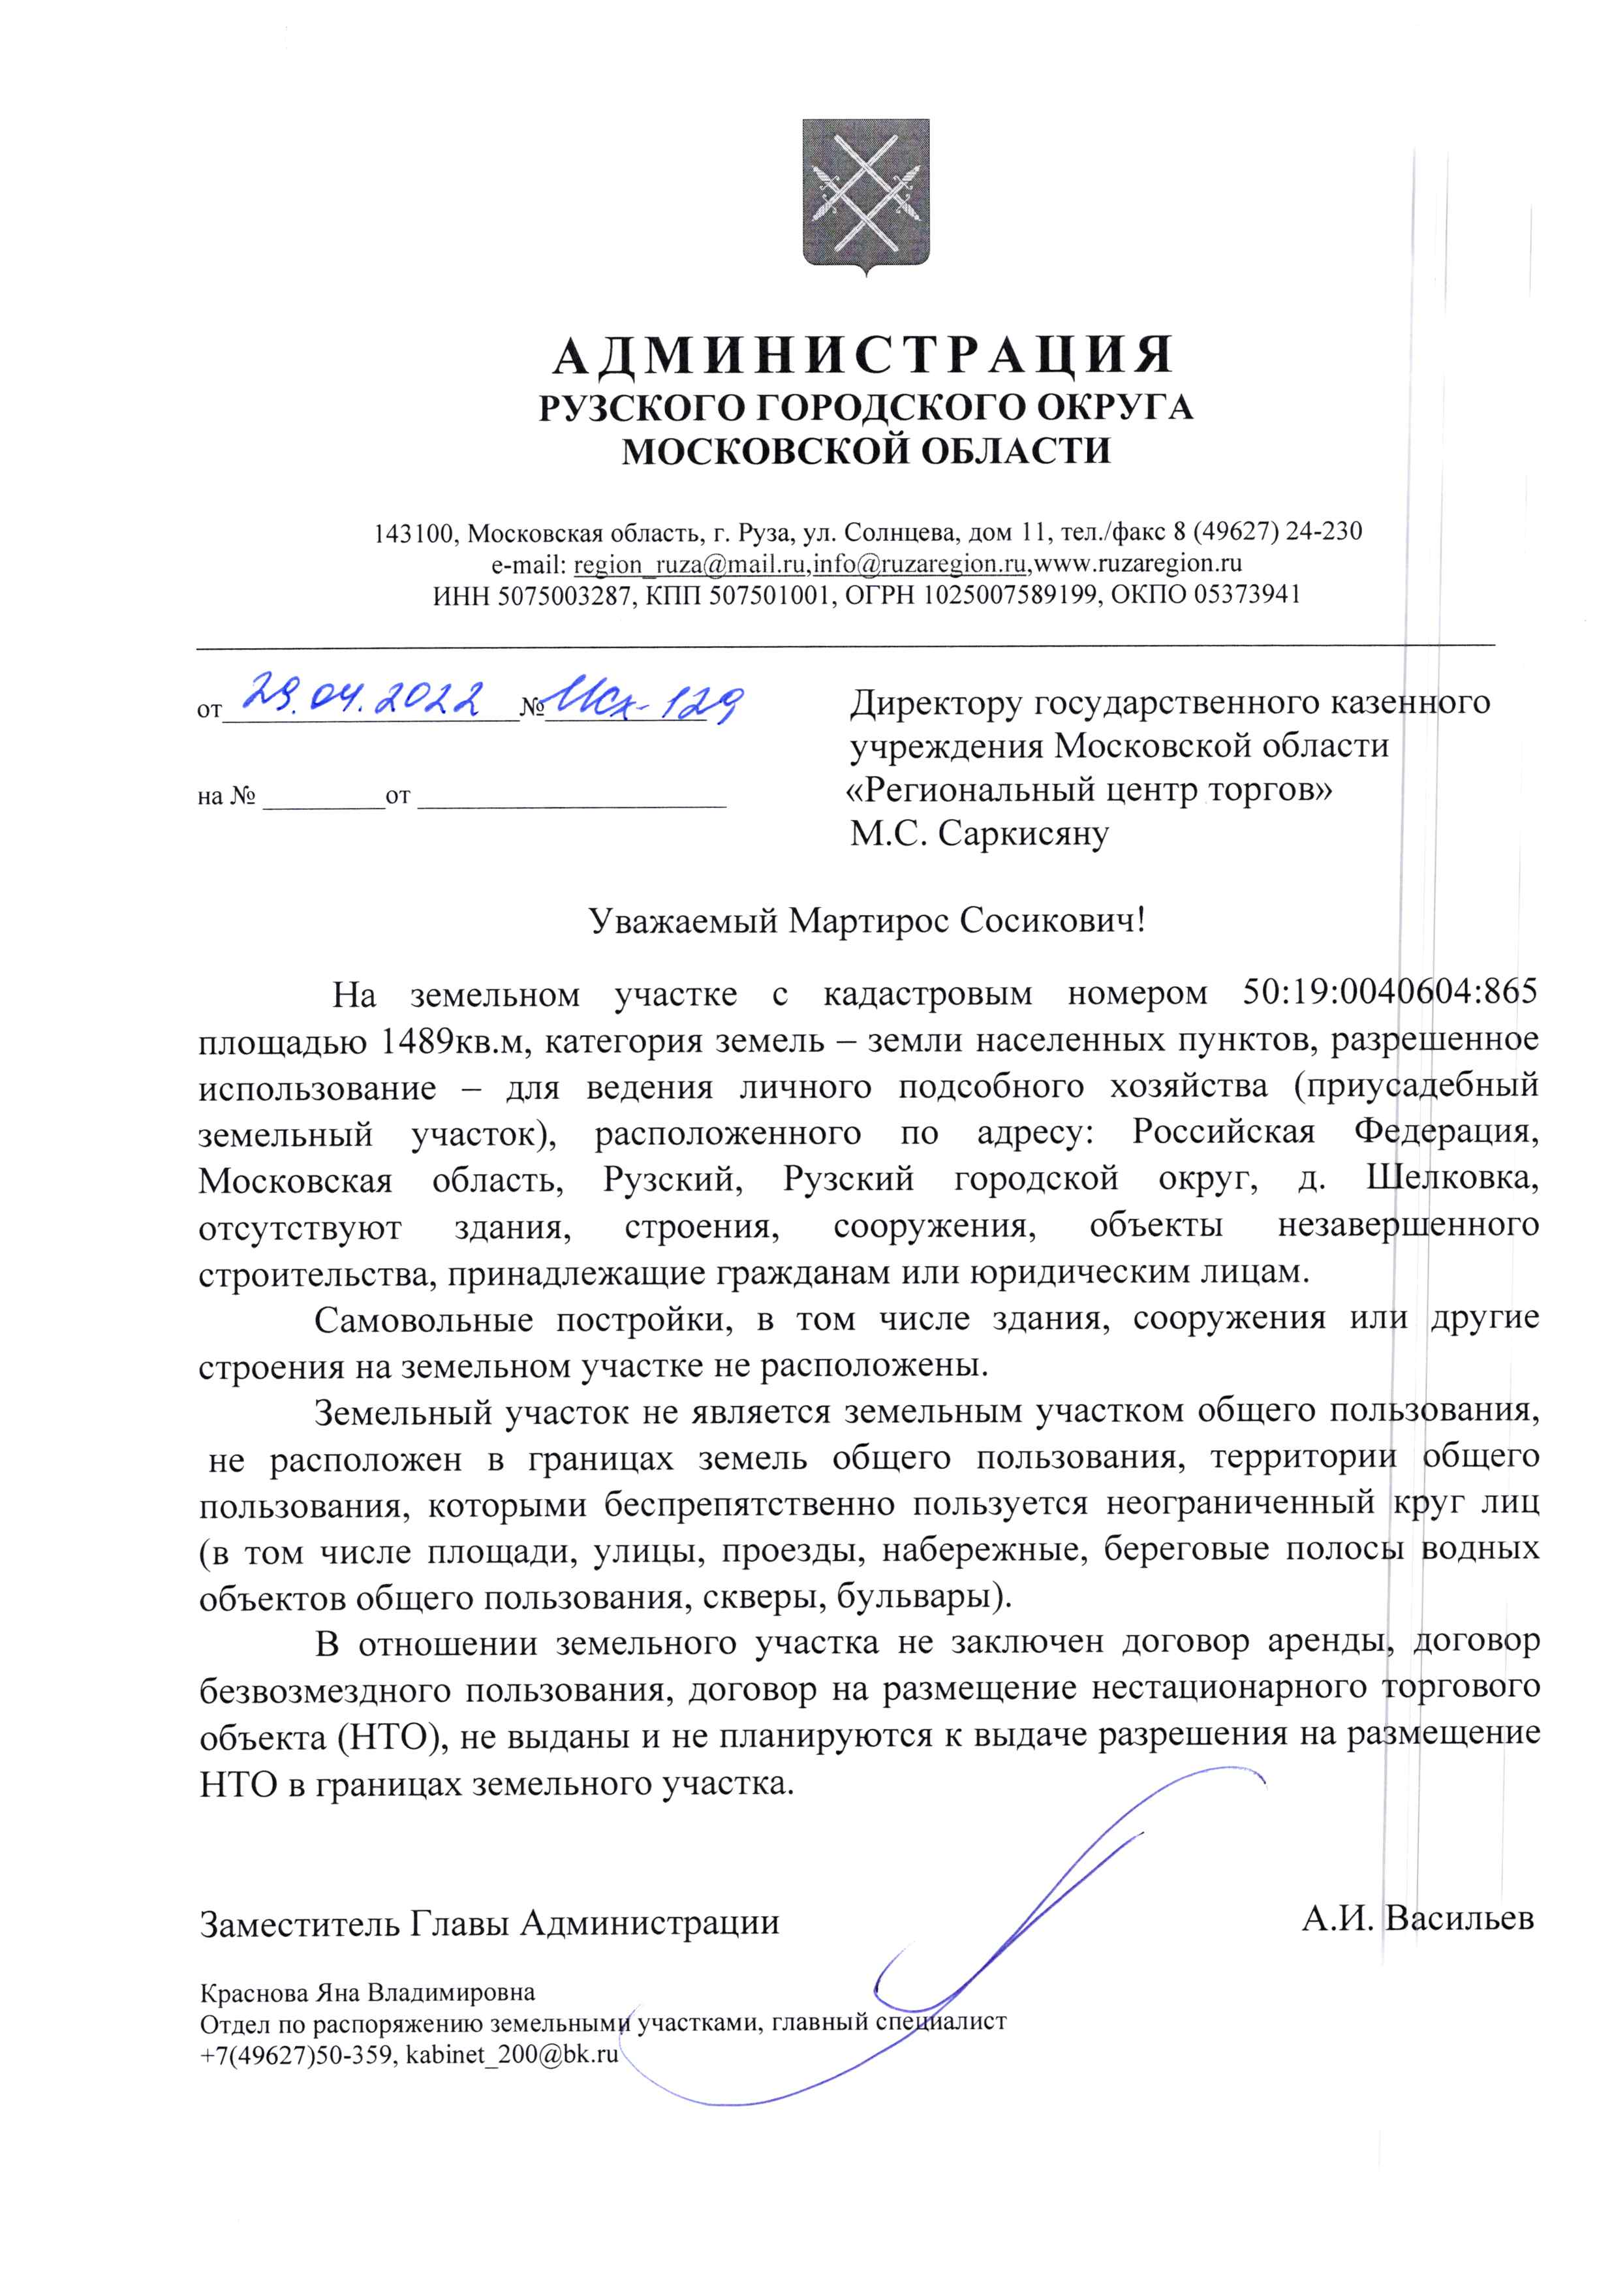 АДМИНИСТРАЦИЯ
РУЗСКОГО ГОРОДСКОГО ОКРУГА
МОСКОВСКОЙ ОБЛАСТИ
143100, Московская область, г. Руза, ул. Солнцева, дом 11, тел./факс 8 (49627) 24-230
e-mail: region_ruza@mail.ru,info@ruzaregion.ru,www.ruzaregion.ru
ИНН 5075003287, КПП 507501001, ОГРН 1025007589199, ОКПО 05373941
от 29.04.2022 № Исх-129
на № _________от ______________________
Директору государственного казенного
учреждения Московской области
«Региональный центр торгов»
М.С. Саркисяну
Уважаемый Мартирос Сосикович!
На земельном участке с кадастровым номером 50:19:0040604:865
площадью 1489кв.м, категория земель – земли населенных пунктов, разрешенное
использование – для ведения личного подсобного хозяйства (приусадебный
земельный участок), расположенного по адресу: Российская Федерация,
Московская область, Рузский, Рузский городской округ, д. Шелковка,
отсутствуют здания, строения, сооружения, объекты незавершенного
строительства, принадлежащие гражданам или юридическим лицам.
Самовольные постройки, в том числе здания, сооружения или другие
строения на земельном участке не расположены.
Земельный участок не является земельным участком общего пользования,
не расположен в границах земель общего пользования, территории общего
пользования, которыми беспрепятственно пользуется неограниченный круг лиц
(в том числе площади, улицы, проезды, набережные, береговые полосы водных
объектов общего пользования, скверы, бульвары).
В отношении земельного участка не заключен договор аренды, договор
безвозмездного пользования, договор на размещение нестационарного торгового
объекта (НТО), не выданы и не планируются к выдаче разрешения на размещение
НТО в границах земельного участка.
Заместитель Главы Администрации А.И. Васильев
Краснова Яна Владимировна
Отдел по распоряжению земельными участками, главный специалист
+7(49627)50-359, kabinet_200@bk.ru